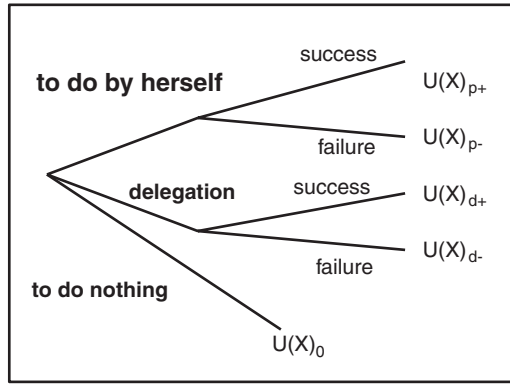 success
to do by herself
U(X)p+
U(X)p-
failure
delegation
success
U(X)d+
U(X)d-
failure
to do nothing
U(X)0